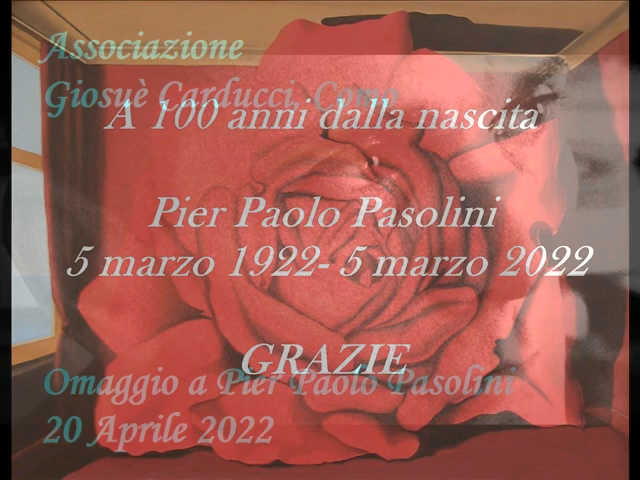 Associazione
Giosuè Carducci, Como
A 100 anni dalla nascita
Pier Paolo Pasolini
5 marzo 1922- 5 marzo 2022
GRAZIE
Omaggio a Pier Paolo Pasolini
20 Aprile 2022